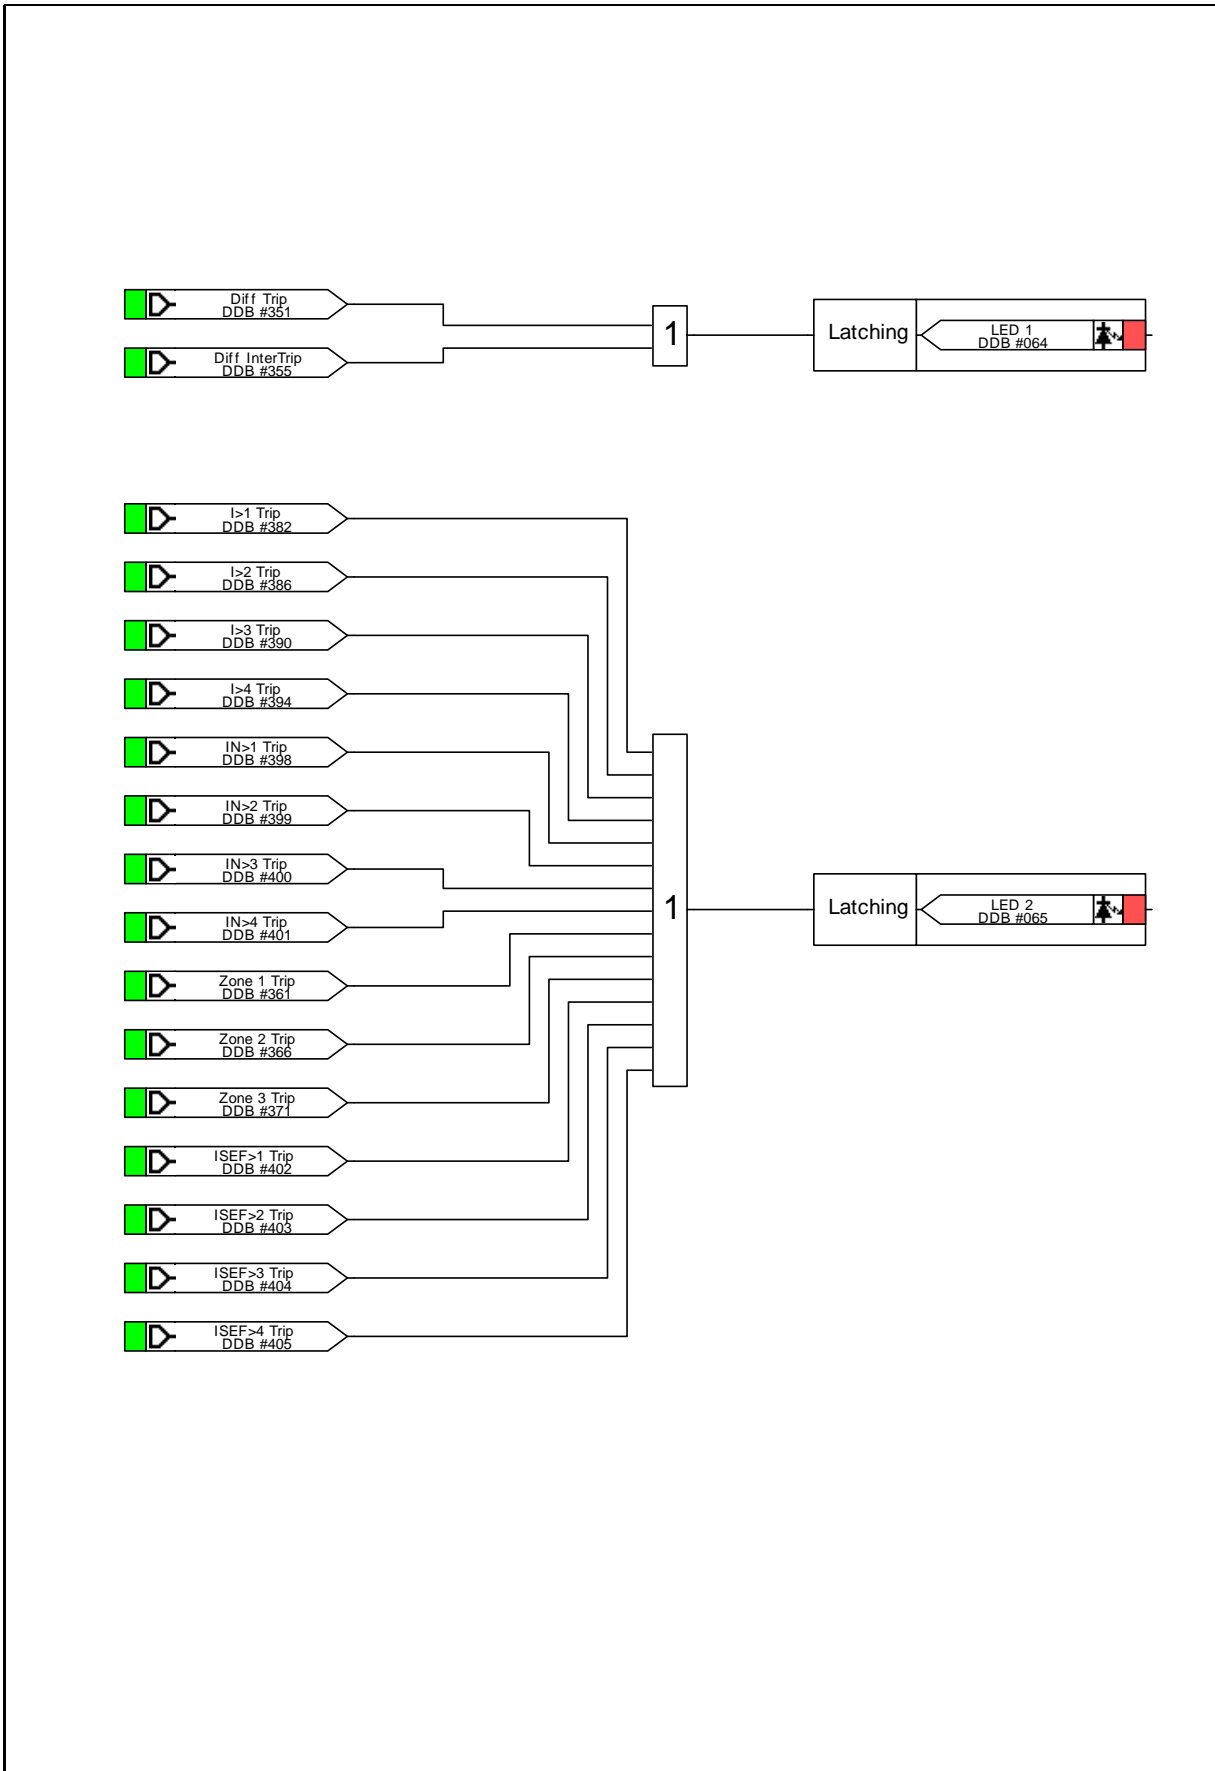 Diff Trip
DDB #351
Diff InterTrip
DDB #355
1
Latching
LED 1
DDB #064
I>1 Trip
DDB #382
I>2 Trip
DDB #386
I>3 Trip
DDB #390
I>4 Trip
DDB #394
IN>1 Trip
DDB #398
IN>2 Trip
DDB #399
IN>3 Trip
DDB #400
IN>4 Trip
DDB #401
Zone 1 Trip
DDB #361
Zone 2 Trip
DDB #366
Zone 3 Trip
DDB #371
ISEF>1 Trip
DDB #402
ISEF>2 Trip
DDB #403
ISEF>3 Trip
DDB #404
ISEF>4 Trip
DDB #405
1
Latching
LED 2
DDB #065